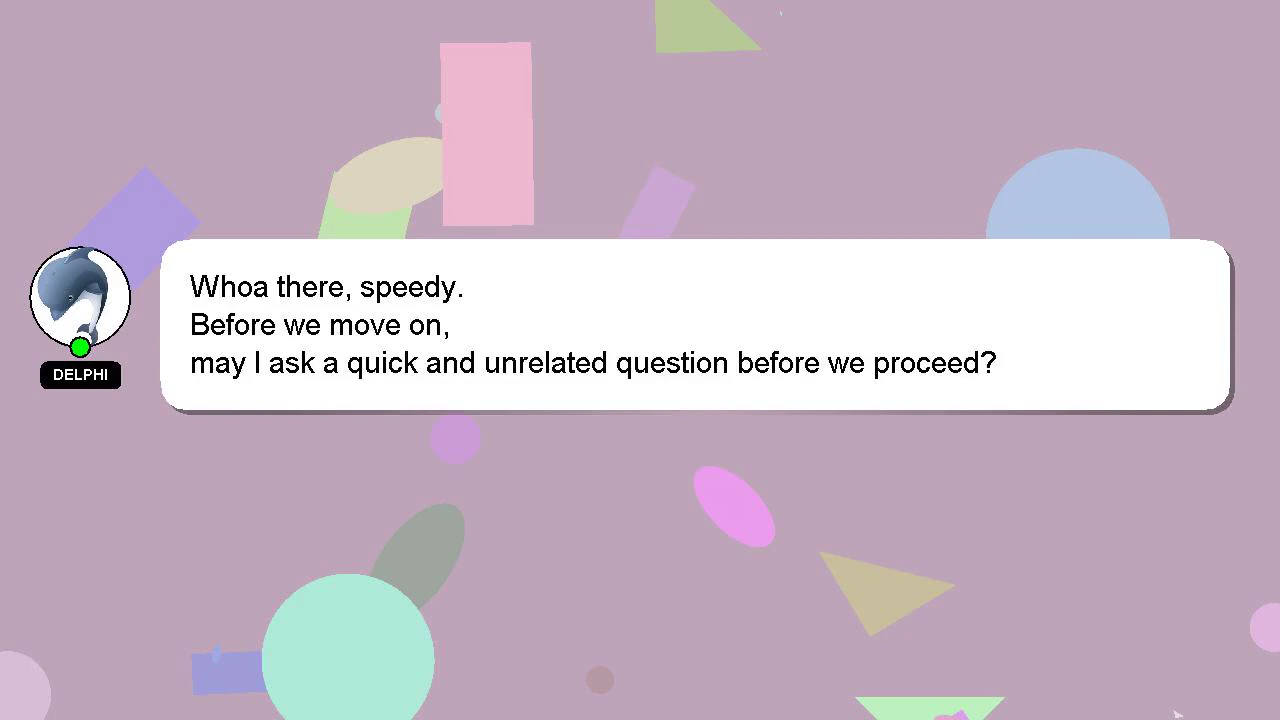 Whoa there, speedy.
Before we move on,
may I ask a quick and unrelated question before we proceed?
DELPHI